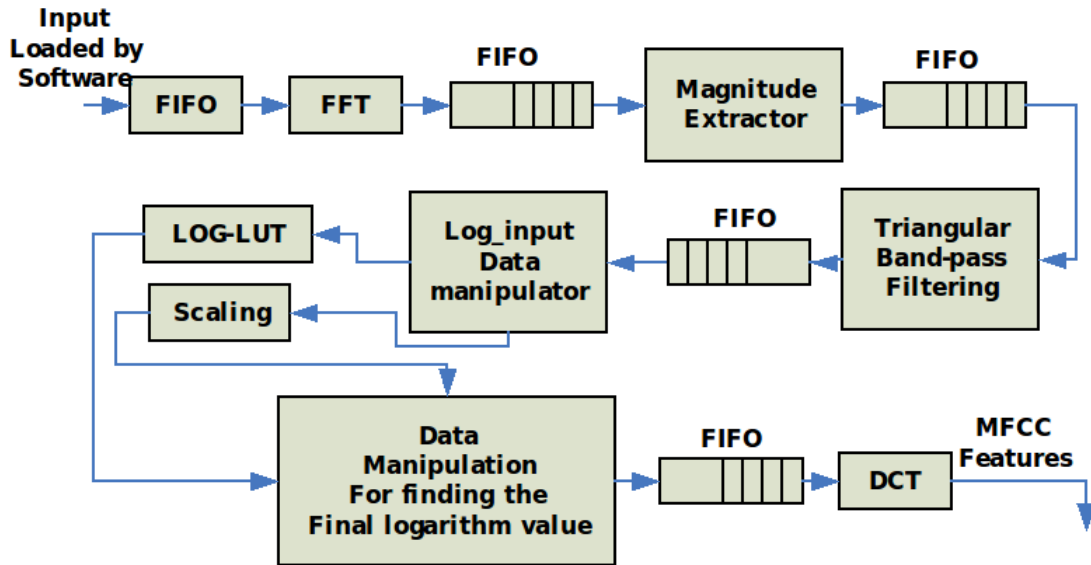 Input
Loaded by
Software
FIFO
FFT
FIFO
Magnitude
Extractor
FIFO
LOG-LUT
Scaling
Log_input
Data
manipulator
FIFO
Triangular
Band-pass
Filtering
Data
Manipulation
For finding the
Final logarithm value
FIFO
DCT
MFCC
Features